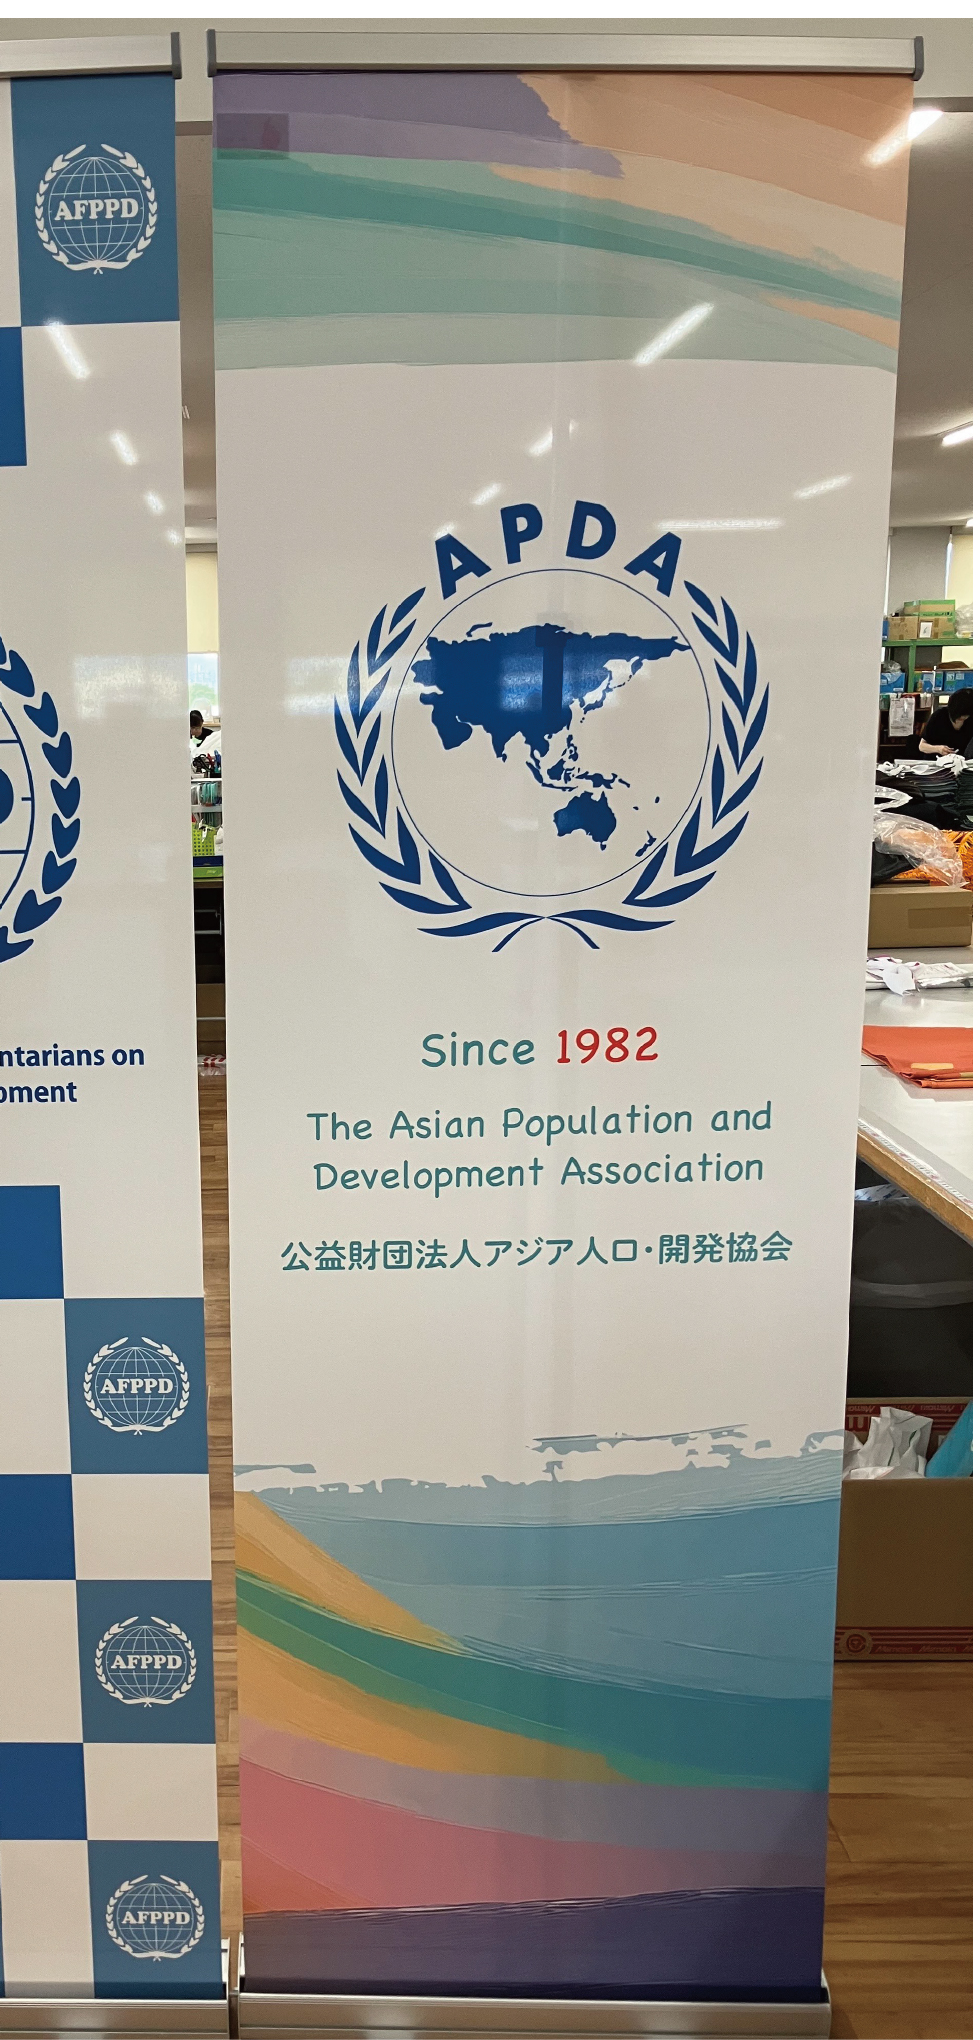 AFPPD
ntarians on
pment
AFPPD
AFPPD
AFPPD
APDA
Since 1982
The Asian Population and
Development Association
公益財団法人アジア人口・開発協会